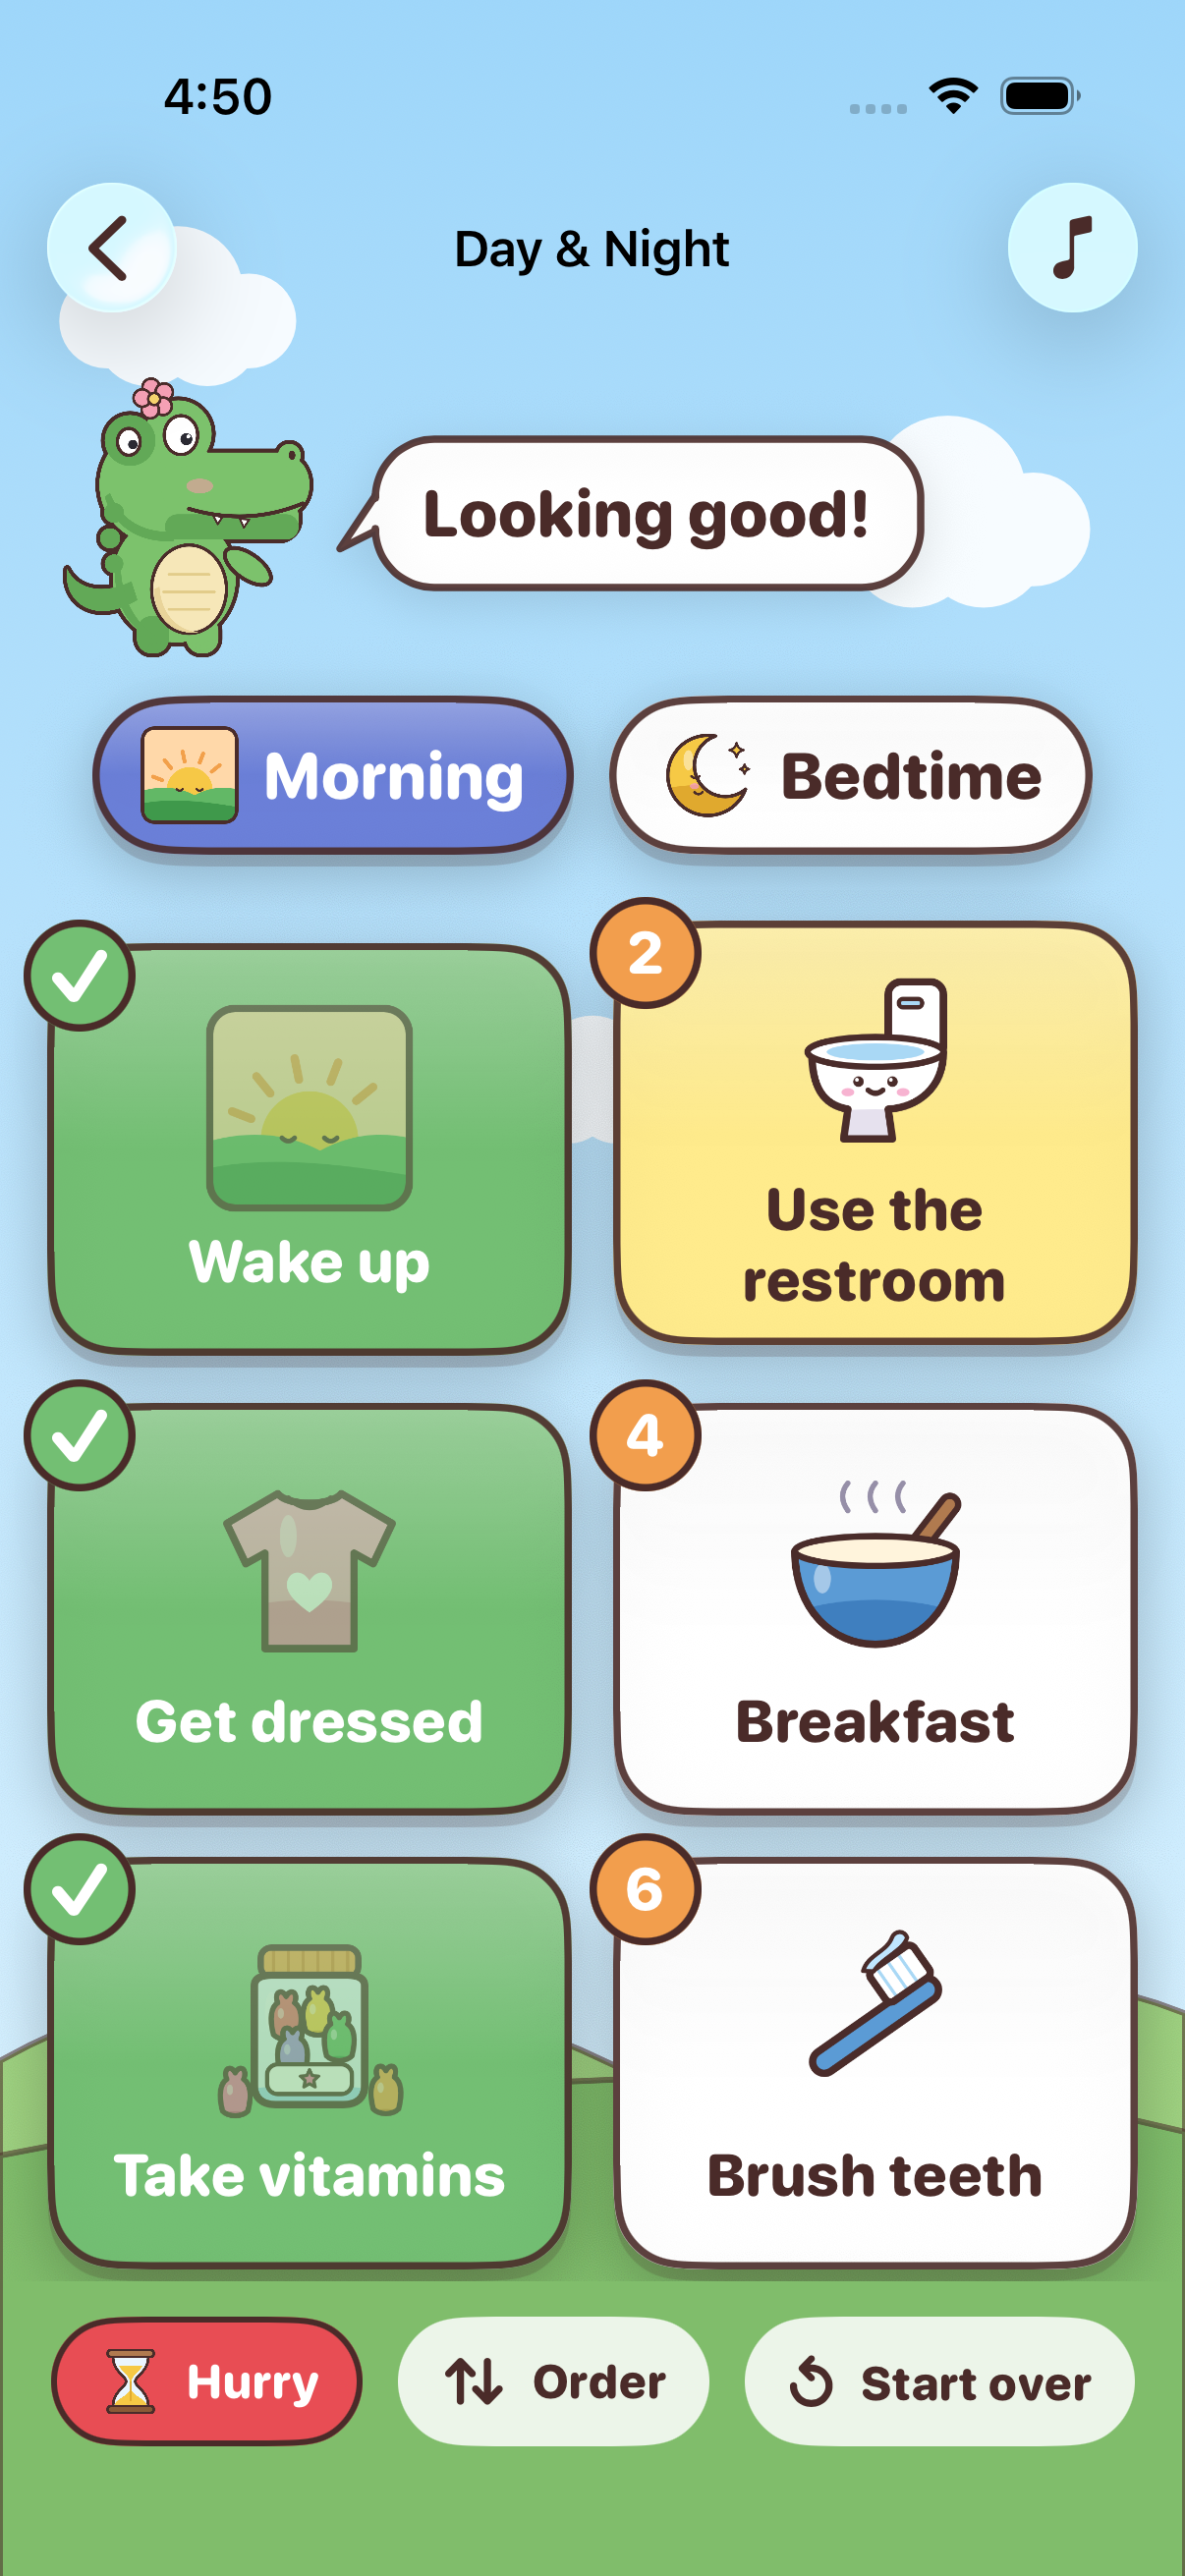 4:50
Day & Night
Looking good!
Morning
Bedtime
Wake up
2
Use the
restroom
Get dressed
4
Breakfast
Take vitamins
6
Brush teeth
Hurry
Order
Start over